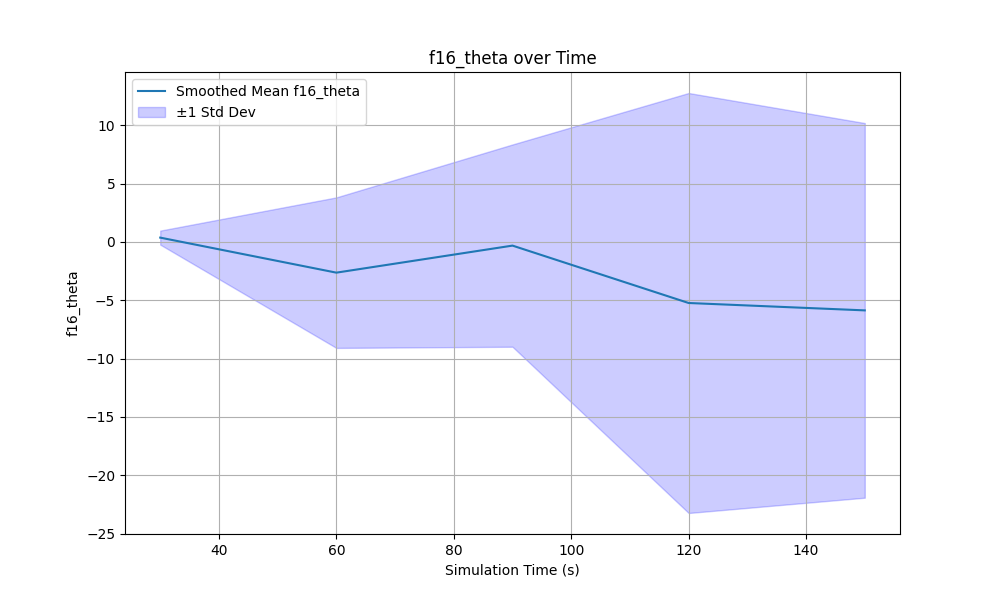 f16_theta over Time
Smoothed Mean f16_theta
±1 Std Dev
10
5
0
−5
−10
−15
−20
−25
f16_theta
40 60 80 100 120 140
Simulation Time (s)